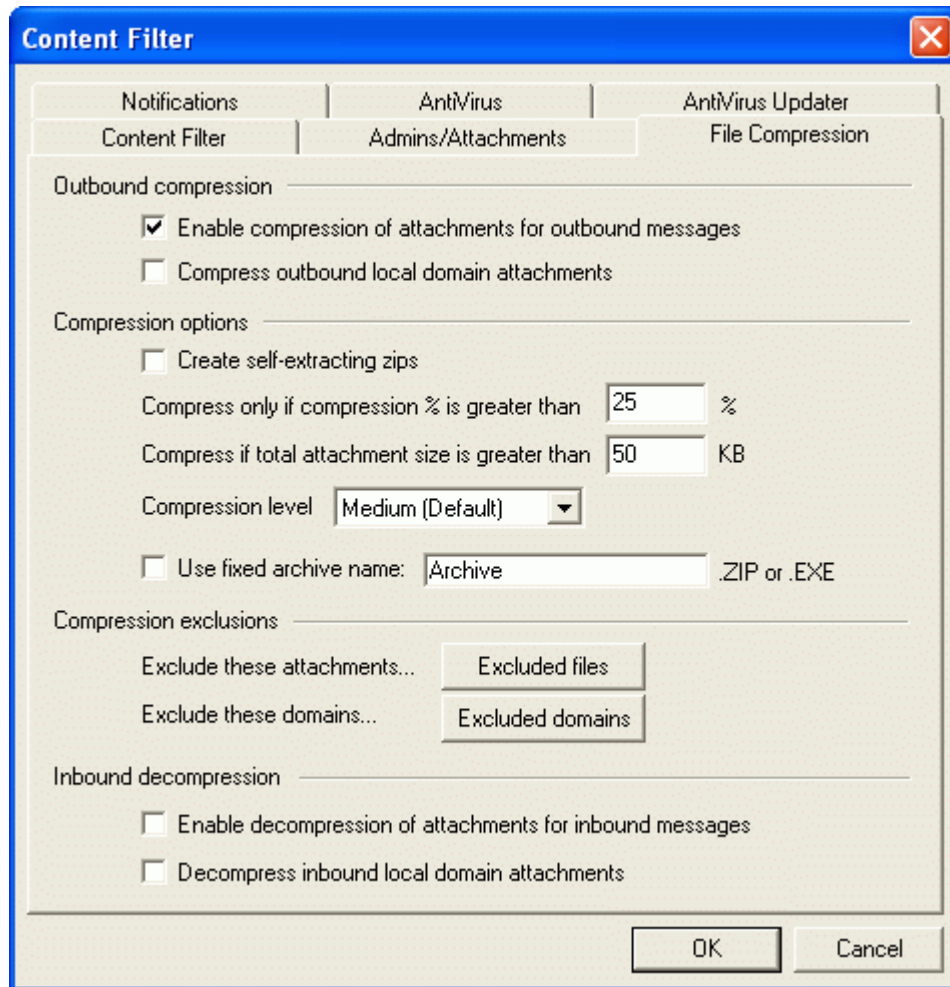 Content Filter
Notifications AntiVirus AntiVirus Updater
Content Filter Admins/Attachments File Compression
Outbound compression
Enable compression of attachments for outbound messages
Compress outbound local domain attachments
Compression options
Create self-extracting zips
Compress only if compression % is greater than 25 %
Compress if total attachment size is greater than 50 KB
Compression level Medium (Default)
Use fixed archive name: Archive .ZIP or .EXE
Compression exclusions
Exclude these attachments... Excluded files
Exclude these domains... Excluded domains
Inbound decompression
Enable decompression of attachments for inbound messages
Decompress inbound local domain attachments
OK Cancel